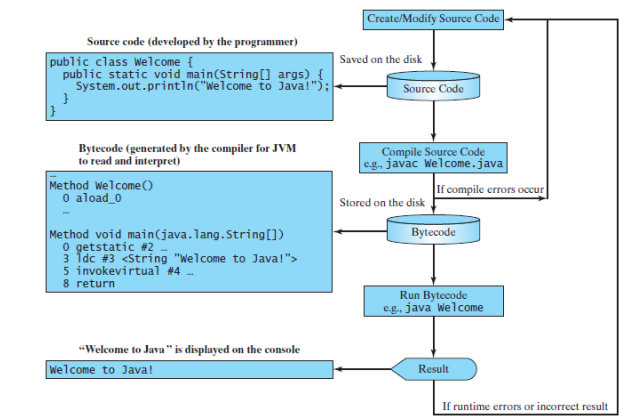 Create/Modify Source Code
Source code (developed by the programmer)
public class Welcome {
public static void main(String[] args) {
System.out.println("Welcome to Java!");
}
}
Saved on the disk
Source Code
Compile Source Code
e.g., javac Welcome.java
If compile errors occur
Bytecode (generated by the compiler for JVM
to read and interpret)
…
Method Welcome()
0 aload_0
…
Method void main(java.lang.String[])
0 getstatic #2 …
3 ldc #3 <String "Welcome to Java!">
5 invokevirtual #4 …
8 return
Stored on the disk
Bytecode
Run Bytecode
e.g., java Welcome
“Welcome to Java” is displayed on the console
Welcome to Java!
Result
If runtime errors or incorrect result